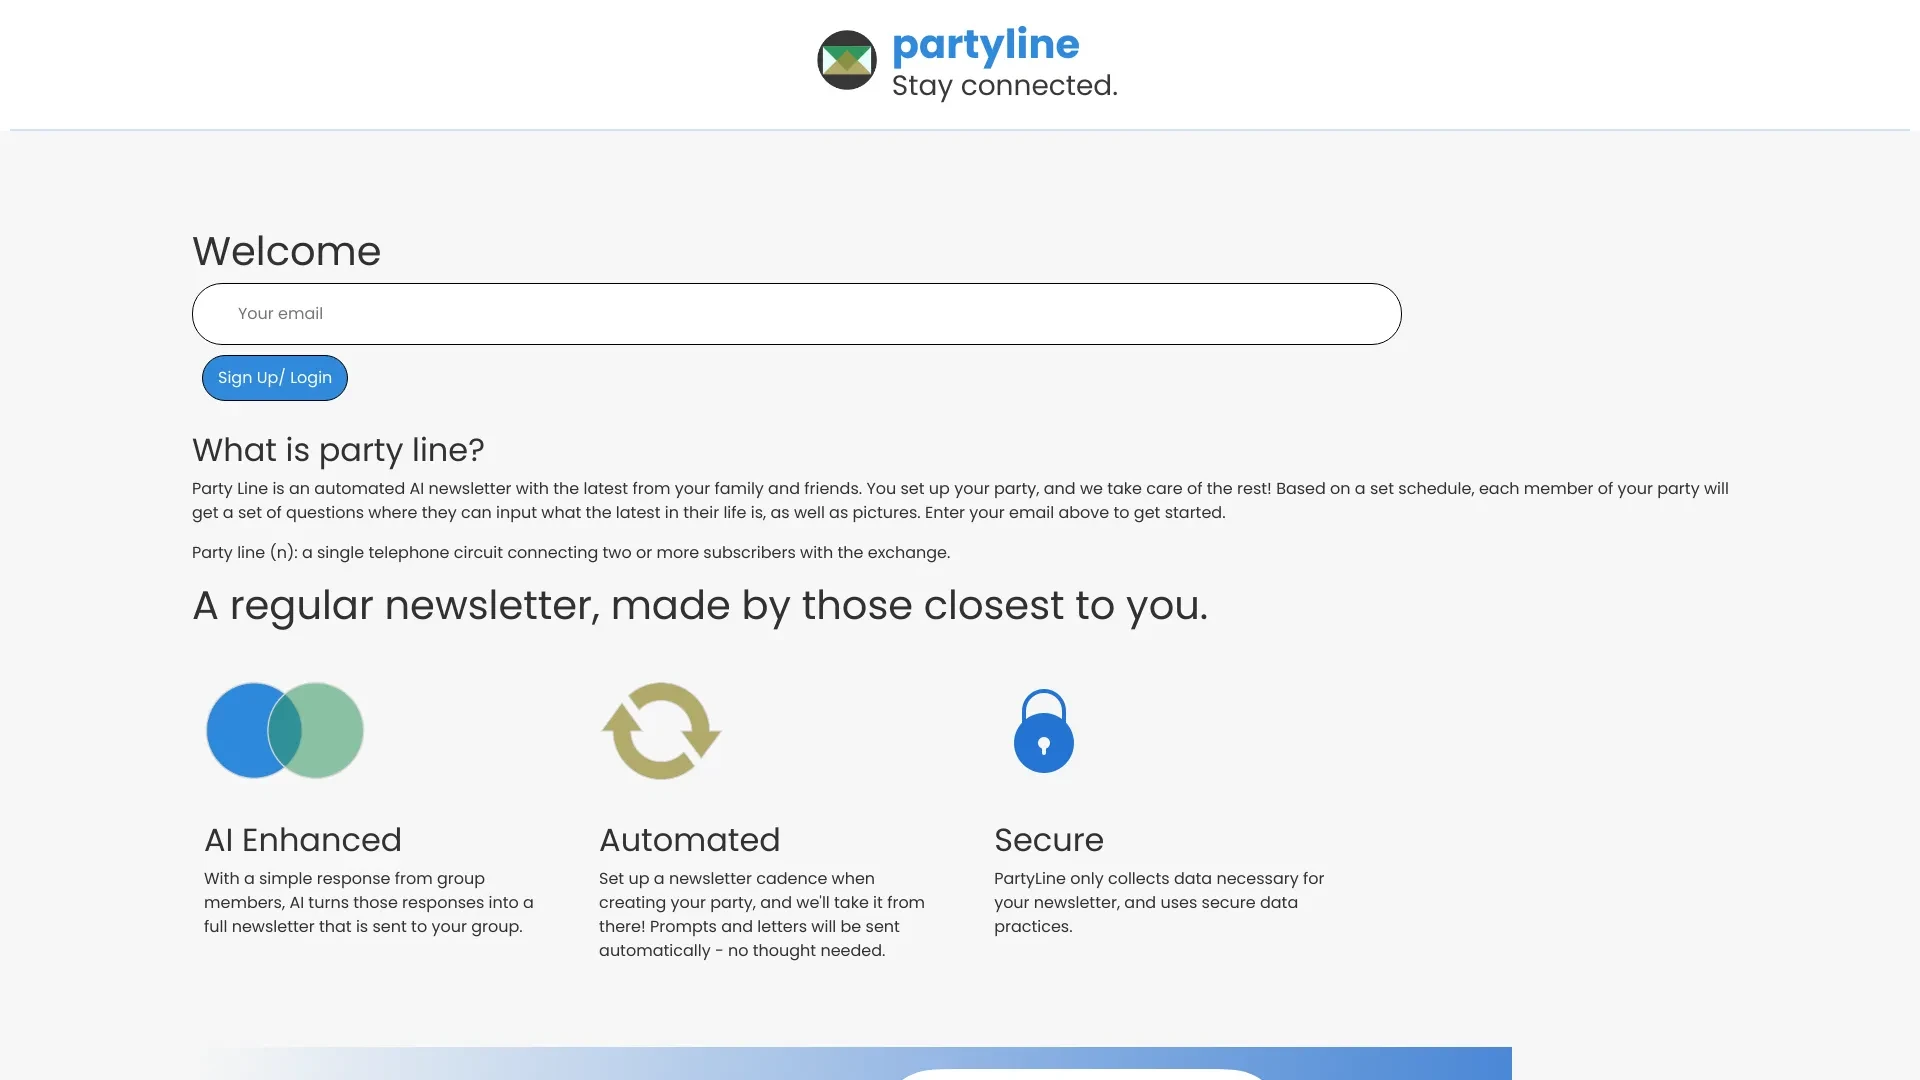 partyline
Stay connected.
Welcome
Your email
Sign Up/ Login
What is party line?
Party Line is an automated AI newsletter with the latest from your family and friends. You set up your party, and we take care of the rest! Based on a set schedule, each member of your party will
get a set of questions where they can input what the latest in their life is, as well as pictures. Enter your email above to get started.
Party line (n): a single telephone circuit connecting two or more subscribers with the exchange.
A regular newsletter, made by those closest to you.
AI Enhanced
With a simple response from group
members, AI turns those responses into a
full newsletter that is sent to your group.
Automated
Set up a newsletter cadence when
creating your party, and we'll take it from
there! Prompts and letters will be sent
automatically - no thought needed.
Secure
PartyLine only collects data necessary for
your newsletter, and uses secure data
practices.